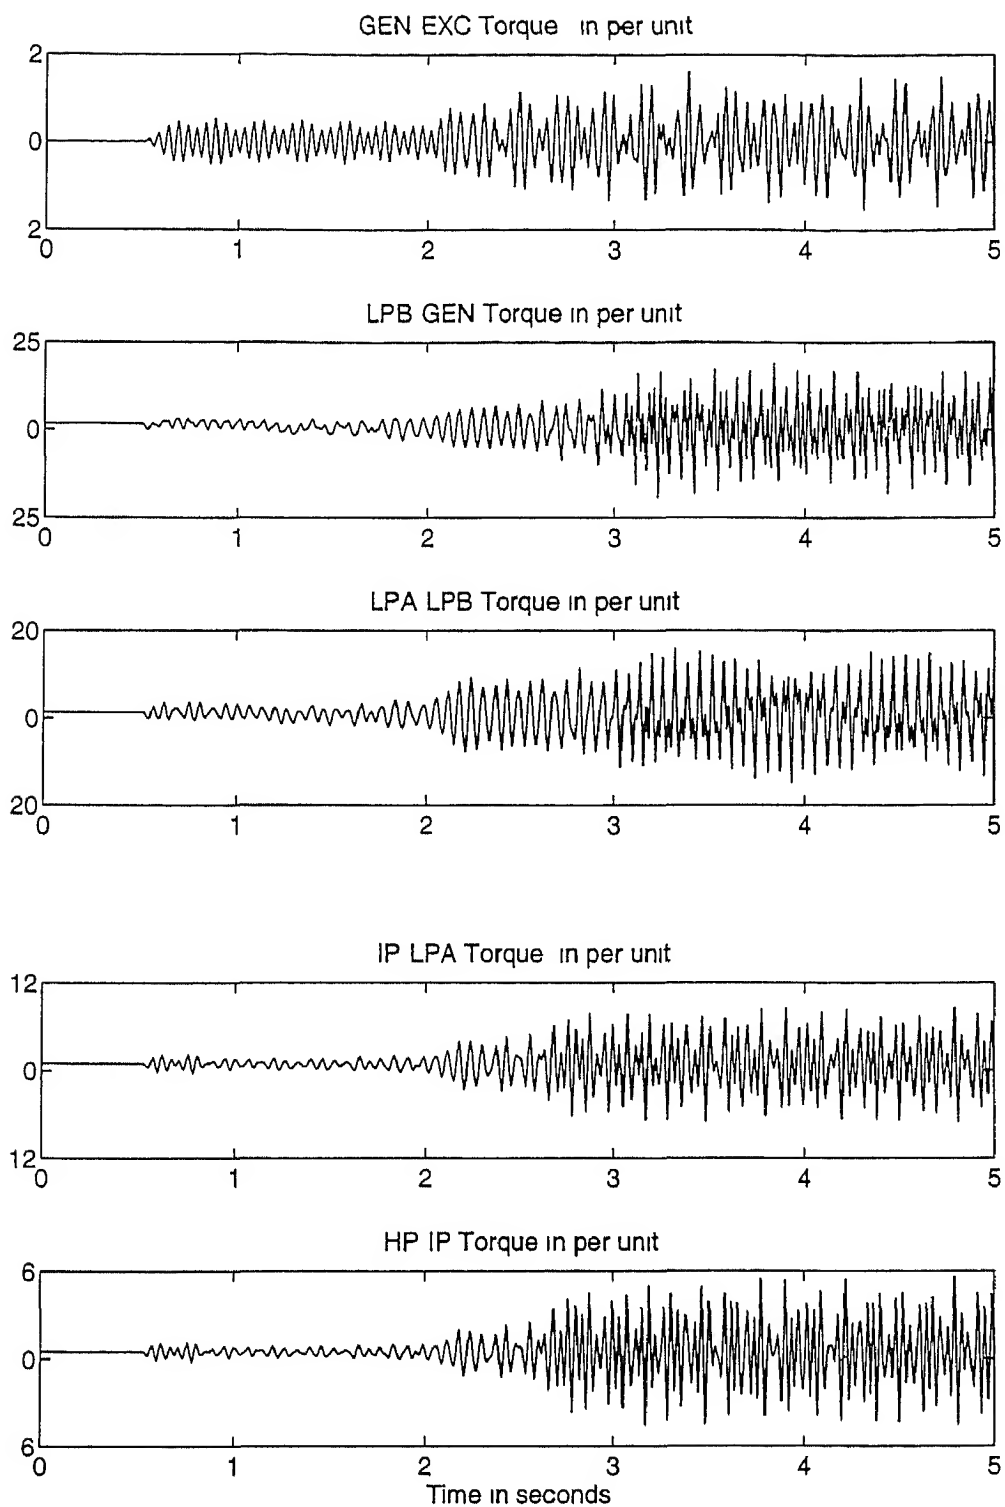 GEN EXC Torque in per unit
2
0
2
0 1 2 3 4 5
LPB GEN Torque in per unit
25
0
25
0 1 2 3 4 5
LPA LPB Torque in per unit
20
0
20
0 1 2 3 4 5
IP LPA Torque in per unit
12
0
12
0 1 2 3 4 5
HP IP Torque in per unit
6
0
6
0 1 2 3 4 5
Time in seconds